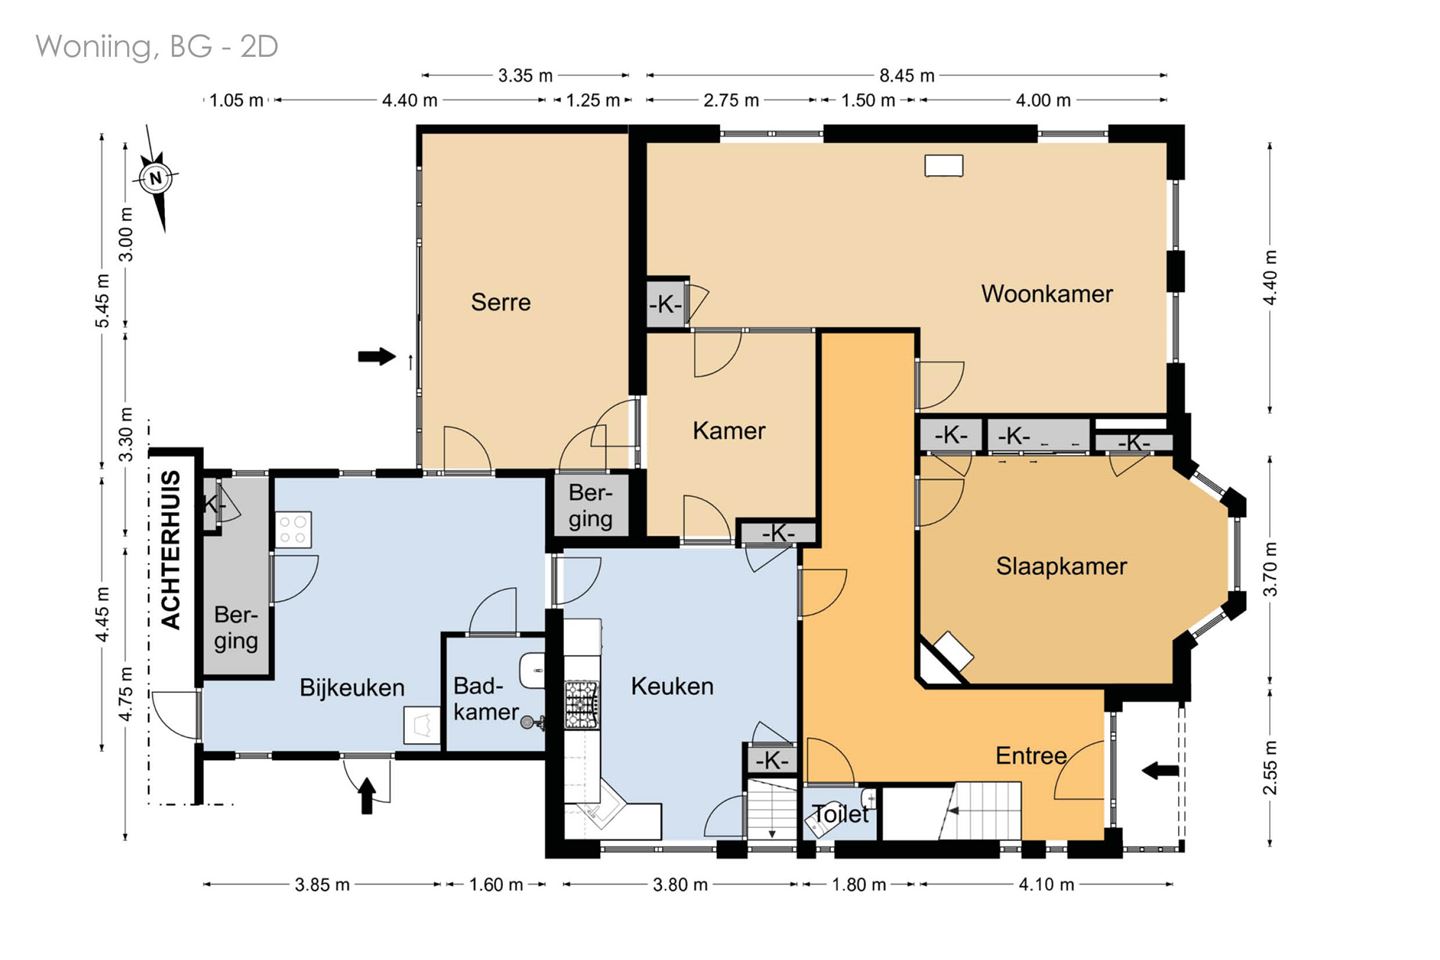 Woniing, BG - 2D
3.35 m
8.45 m
1.05 m
4.40 m
1.25 m
2.75 m
1.50 m
4.00 m
N
5.45 m
3.00 m
3.30 m
4.45 m
4.75 m
4.40 m
3.70 m
2.55 m
Serre
Woonkamer
-K-
Kamer
-K-
-K-
-K-
ACHTERHUIS
K-
Ber-
ging
Ber-
ging
-K-
Slaapkamer
Bijkeuken
Bad-
kamer
Keuken
-K-
Entree
Toilet
3.85 m
1.60 m
3.80 m
1.80 m
4.10 m